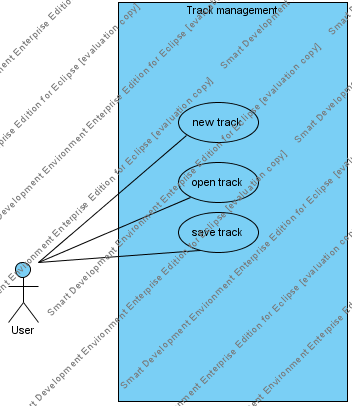 Track management
new track
open track
save track
User
Smart Development Environment Enterprise Edition for Eclipse [evaluation copy]